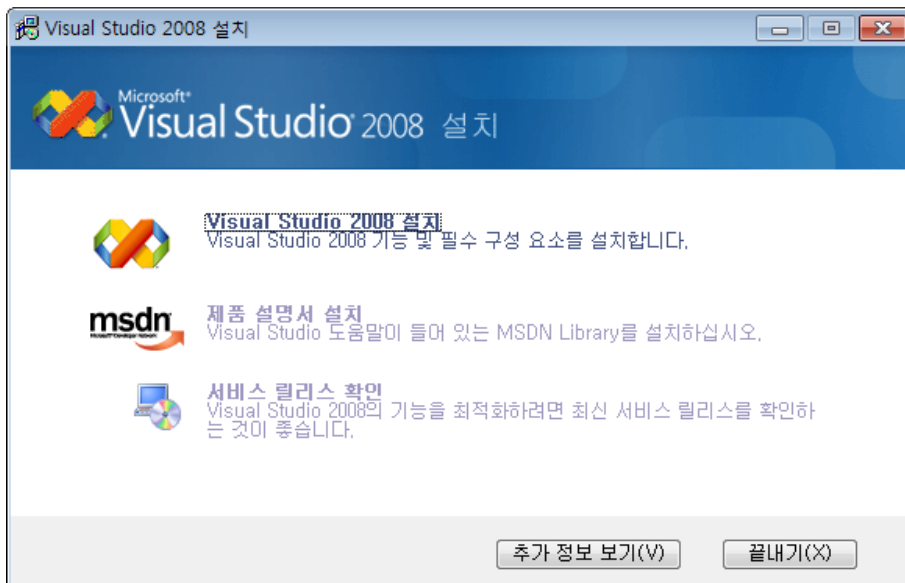 Visual Studio 2008 설치
Microsoft®
Visual Studio® 2008 설치
Visual Studio 2008 설치
Visual Studio 2008 기능 및 필수 구성 요소를 설치합니다.
msdn
제품 설명서 설치
Visual Studio 도움말이 들어 있는 MSDN Library를 설치하십시오.
서비스 릴리스 확인
Visual Studio 2008의 기능을 최적화하려면 최신 서비스 릴리스를 확인하
는 것이 좋습니다.
추가 정보 보기(V)
끝내기(X)